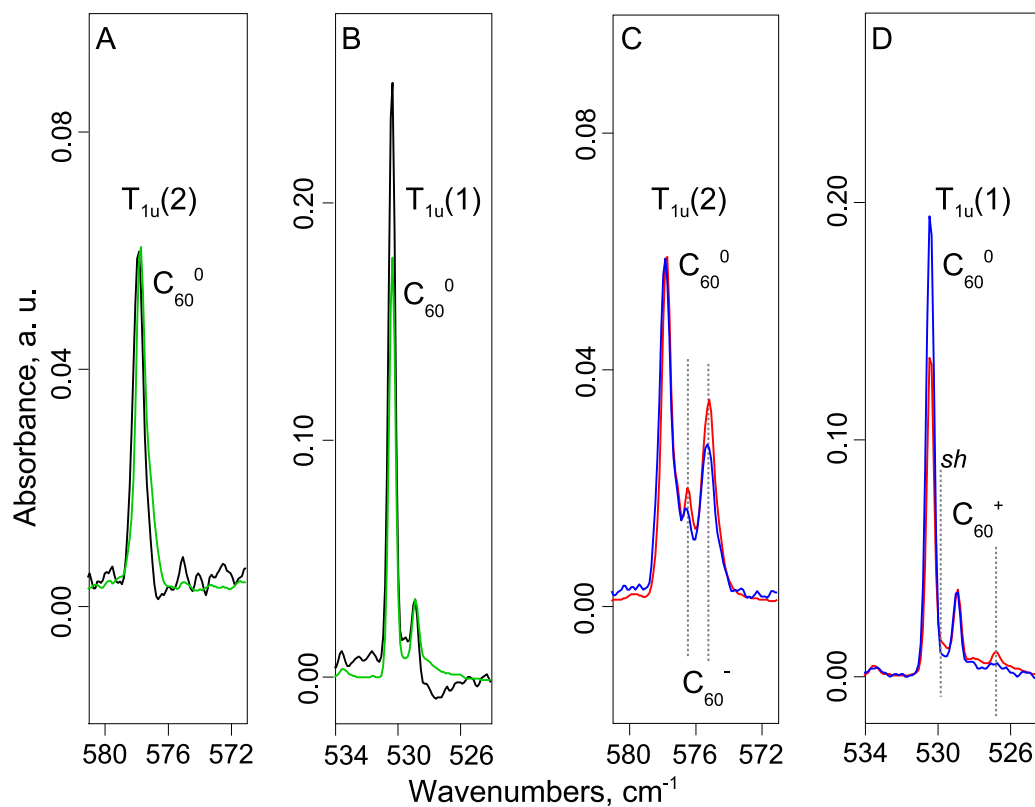 A
B
C
D
T1u(2)
T1u(1)
T1u(2)
T1u(1)
C60 0
C60 0
C60 0
C60 0
sh
C60 +
C60 -
0.08
0.04
0.00
0.20
0.10
0.00
0.08
0.04
0.00
0.20
0.10
0.00
580 576 572
534 530 526
580 576 572
534 530 526
Absorbance, a. u.
Wavenumbers, cm-1